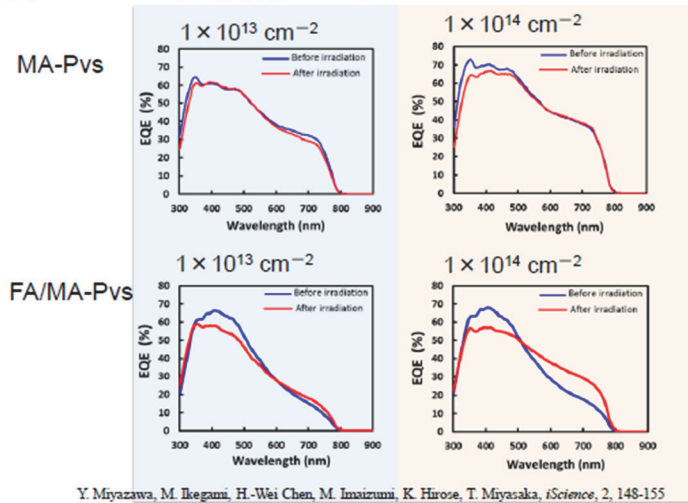 1 × 10¹³ cm⁻²
1 × 10¹⁴ cm⁻²
MA-Pvs
EQE (%)
80
70
60
50
40
30
20
10
0
300 400 500 600 700 800 900
Wavelength (nm)
Before irradiation
After irradiation
EQE (%)
80
70
60
50
40
30
20
10
0
300 400 500 600 700 800 900
Wavelength (nm)
Before irradiation
After irradiation
1 × 10¹³ cm⁻²
1 × 10¹⁴ cm⁻²
FA/MA-Pvs
EQE (%)
80
70
60
50
40
30
20
10
0
300 400 500 600 700 800 900
Wavelength (nm)
Before irradiation
After irradiation
EQE (%)
80
70
60
50
40
30
20
10
0
300 400 500 600 700 800 900
Wavelength (nm)
Before irradiation
After irradiation
Y. Miyazawa, M. Ikegami, H.-Wei Chen, M. Imaizumi, K. Hirose, T. Miyasaka, iScience, 2, 148-155